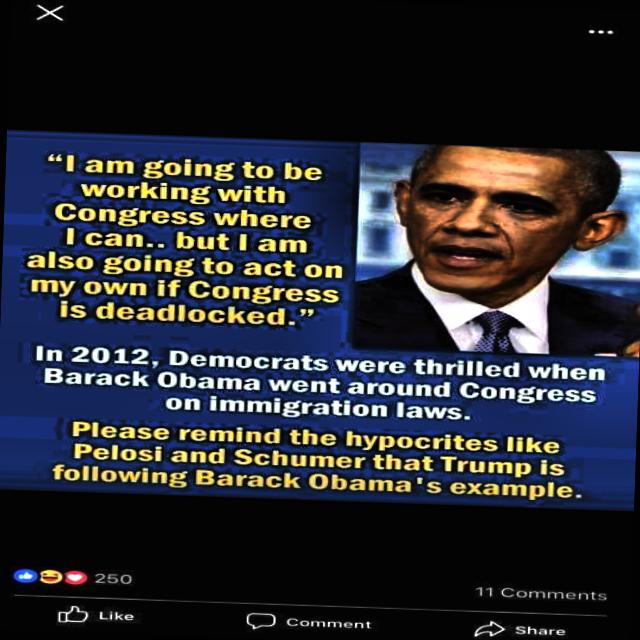 “I am going to be
working with
Congress where
I can.. but I am
also going to act on
my own if Congress
is deadlocked.”
In 2012, Democrats were thrilled when
Barack Obama went around Congress
on immigration laws.
Please remind the hypocrites like
Pelosi and Schumer that Trump is
following Barack Obama's example.
250
11 Comments
Like
Comment
Share